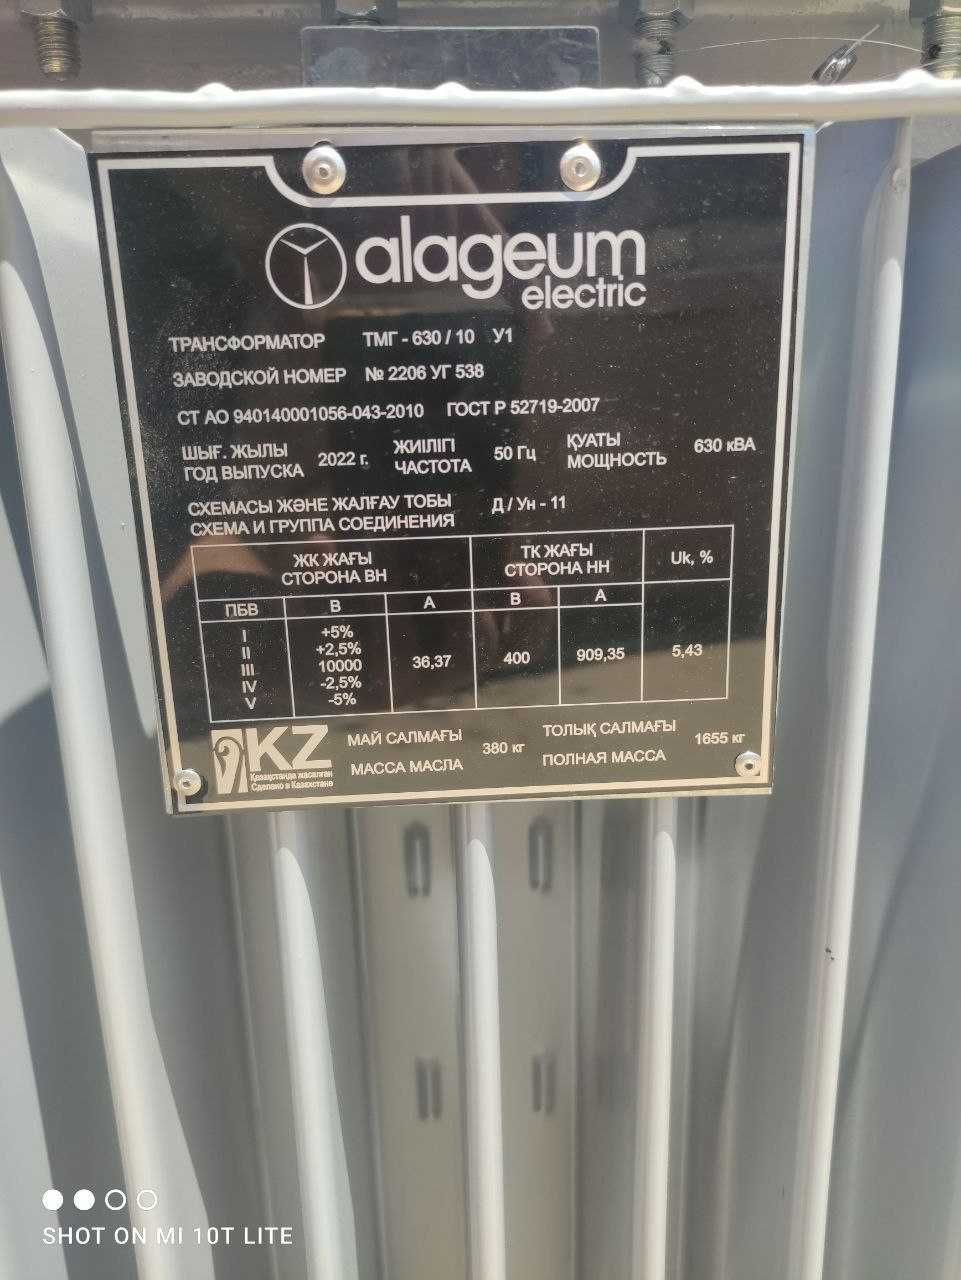 alageum
electric
ТРАНСФОРМАТОР ТМГ - 630 / 10 У1
ЗАВОДСКОЙ НОМЕР № 2206 УГ 538
СТ АО 940140001056-043-2010 ГОСТ Р 52719-2007
ШЫҒ. ЖЫЛЫ
ГОД ВЫПУСКА
2022 г.
ЖИІЛІГІ
ЧАСТОТА
50 Гц
ҚУАТЫ
МОЩНОСТЬ
630 кВА
СХЕМАСЫ ЖӘНЕ ЖАЛҒАУ ТОБЫ
СХЕМА И ГРУППА СОЕДИНЕНИЯ
Д / Ун - 11
ЖК ЖАҒЫ
СТОРОНА ВН
ТК ЖАҒЫ
СТОРОНА НН
Uk, %
ПБВ В А В А
I +5%
II +2,5%
III 10000 36,37 400 909,35 5,43
IV -2,5%
V -5%
KZ
Қазақстанда жасалған
Сделано в Казахстане
МАЙ САЛМАҒЫ
МАССА МАСЛА
380 кг
ТОЛЫҚ САЛМАҒЫ
ПОЛНАЯ МАССА
1655 кг
SHOT ON MI 10T LITE